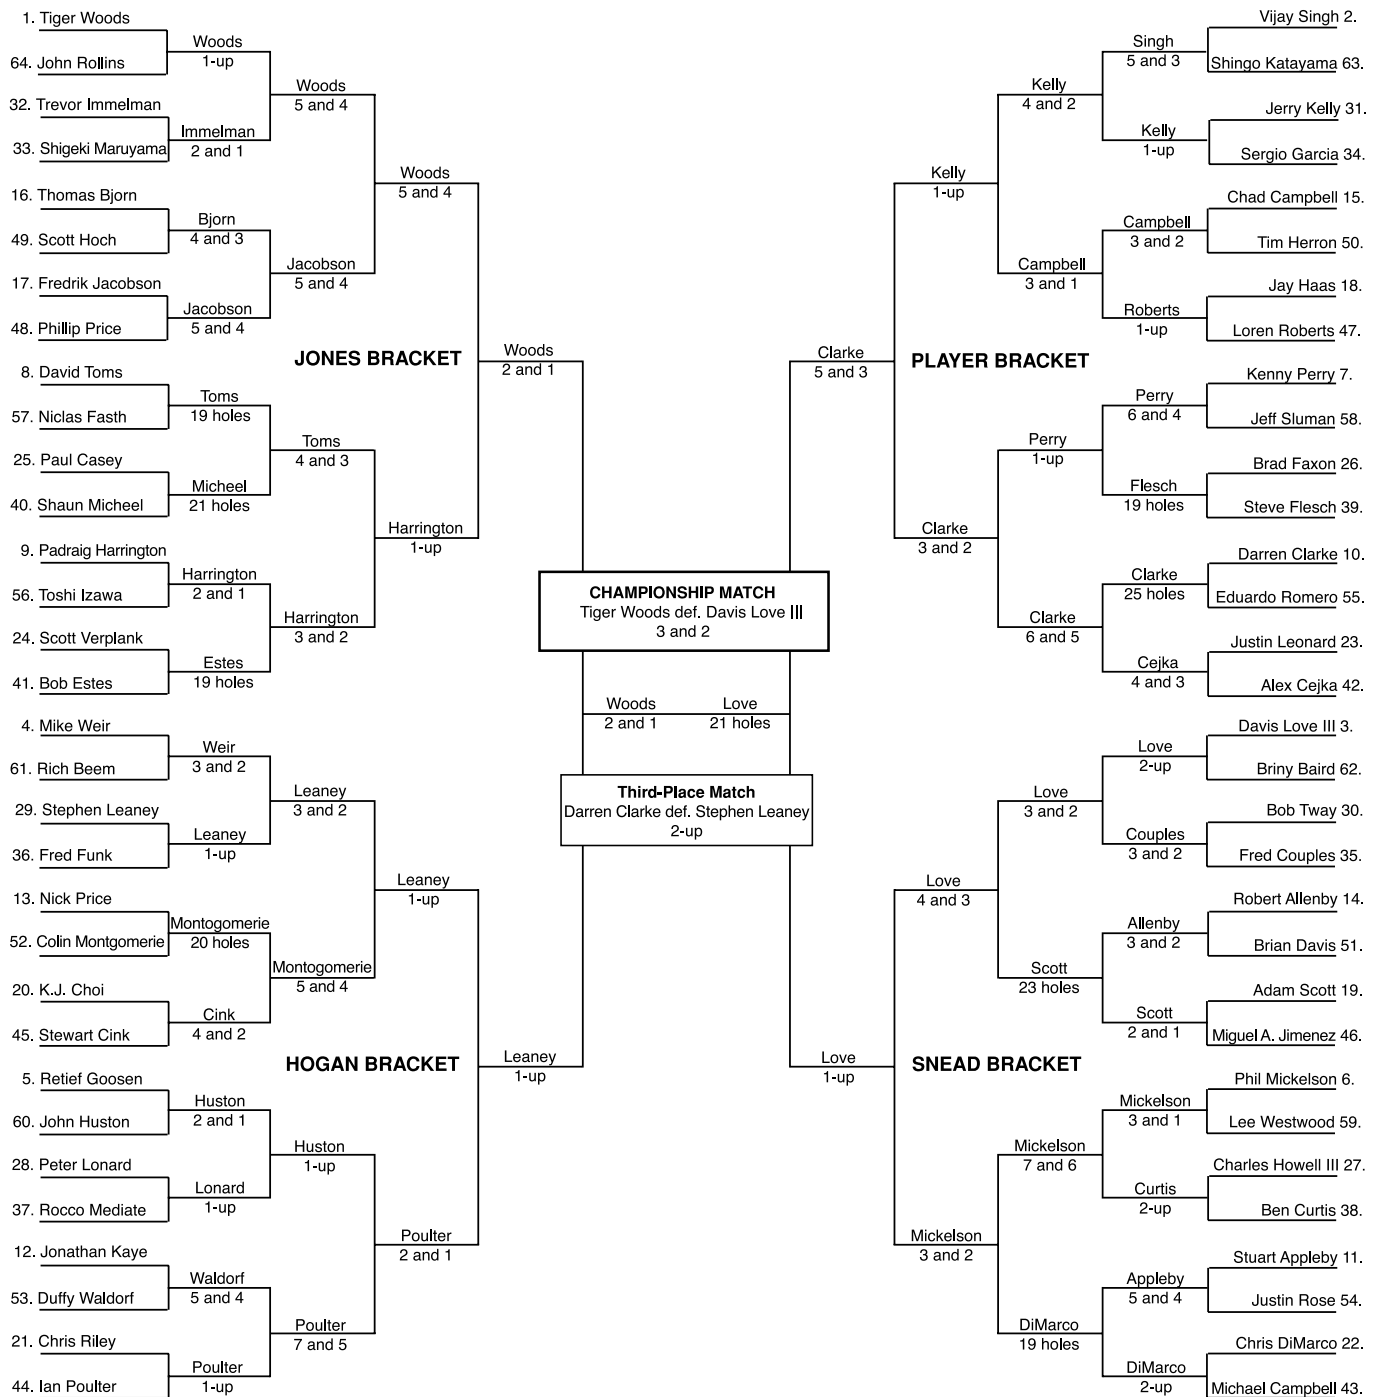 1. Tiger Woods
Woods
1-up
64. John Rollins
Woods
5 and 4
32. Trevor Immelman
Immelman
2 and 1
33. Shigeki Maruyama
Woods
5 and 4
16. Thomas Bjorn
Bjorn
4 and 3
49. Scott Hoch
Jacobson
5 and 4
17. Fredrik Jacobson
Jacobson
5 and 4
48. Phillip Price
JONES BRACKET
Woods
2 and 1
8. David Toms
Toms
19 holes
57. Niclas Fasth
Toms
4 and 3
25. Paul Casey
Micheel
21 holes
40. Shaun Micheel
Harrington
1-up
9. Padraig Harrington
Harrington
2 and 1
56. Toshi Izawa
Harrington
3 and 2
24. Scott Verplank
Estes
19 holes
41. Bob Estes
4. Mike Weir
Weir
3 and 2
61. Rich Beem
Leaney
3 and 2
29. Stephen Leaney
Leaney
1-up
36. Fred Funk
Leaney
1-up
13. Nick Price
Montogomerie
20 holes
52. Colin Montgomerie
Montogomerie
5 and 4
20. K.J. Choi
Cink
4 and 2
45. Stewart Cink
HOGAN BRACKET
Leaney
1-up
5. Retief Goosen
Huston
2 and 1
60. John Huston
Huston
1-up
28. Peter Lonard
Lonard
1-up
37. Rocco Mediate
Poulter
2 and 1
12. Jonathan Kaye
Waldorf
5 and 4
53. Duffy Waldorf
Poulter
7 and 5
21. Chris Riley
Poulter
1-up
44. Ian Poulter
CHAMPIONSHIP MATCH
Tiger Woods def. Davis Love III
3 and 2
Woods
2 and 1
Love
21 holes
Third-Place Match
Darren Clarke def. Stephen Leaney
2-up
Vijay Singh 2.
Singh
5 and 3
Shingo Katayama 63.
Kelly
4 and 2
Jerry Kelly 31.
Kelly
1-up
Sergio Garcia 34.
Kelly
1-up
Chad Campbell 15.
Campbell
3 and 2
Tim Herron 50.
Campbell
3 and 1
Jay Haas 18.
Roberts
1-up
Loren Roberts 47.
Clarke
5 and 3
PLAYER BRACKET
Kenny Perry 7.
Perry
6 and 4
Jeff Sluman 58.
Perry
1-up
Brad Faxon 26.
Flesch
19 holes
Steve Flesch 39.
Clarke
3 and 2
Darren Clarke 10.
Clarke
25 holes
Eduardo Romero 55.
Clarke
6 and 5
Justin Leonard 23.
Cejka
4 and 3
Alex Cejka 42.
Davis Love III 3.
Love
2-up
Briny Baird 62.
Love
3 and 2
Bob Tway 30.
Couples
3 and 2
Fred Couples 35.
Love
4 and 3
Robert Allenby 14.
Allenby
3 and 2
Brian Davis 51.
Scott
23 holes
Adam Scott 19.
Scott
2 and 1
Miguel A. Jimenez 46.
Love
1-up
SNEAD BRACKET
Phil Mickelson 6.
Mickelson
3 and 1
Lee Westwood 59.
Mickelson
7 and 6
Charles Howell III 27.
Curtis
2-up
Ben Curtis 38.
Mickelson
3 and 2
Stuart Appleby 11.
Appleby
5 and 4
Justin Rose 54.
DiMarco
19 holes
Chris DiMarco 22.
DiMarco
2-up
Michael Campbell 43.